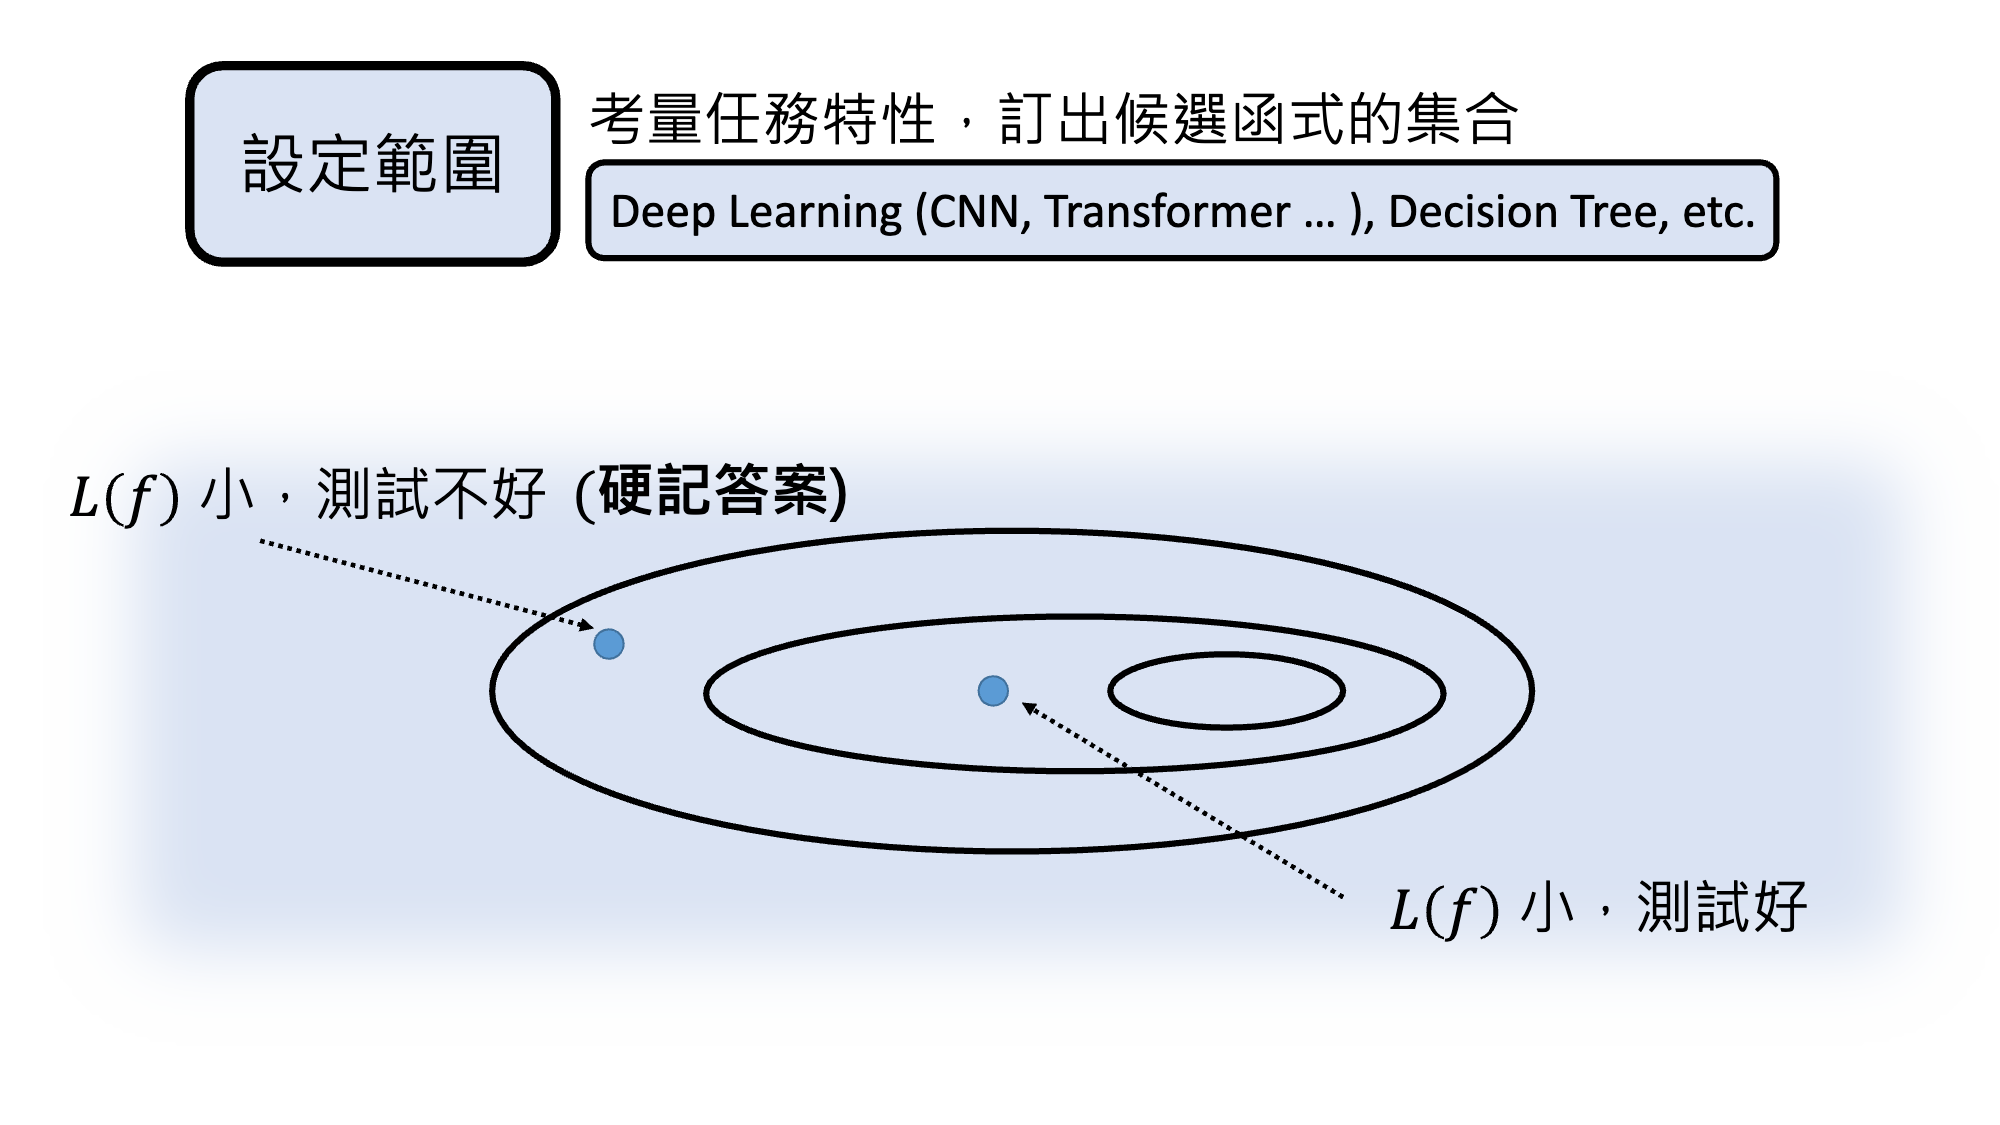 設定範圍
考量任務特性，訂出候選函式的集合
Deep Learning (CNN, Transformer … ), Decision Tree, etc.
L(f) 小，測試不好 (硬記答案)
L(f) 小，測試好